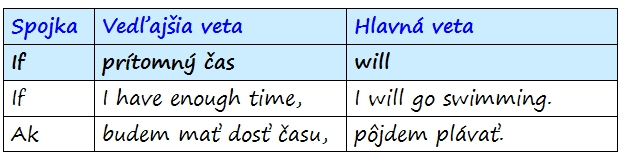 Spojka Vedľajšia veta Hlavná veta
If prítomný čas will
If I have enough time, I will go swimming.
Ak budem mať dosť času, pôjdem plávať.